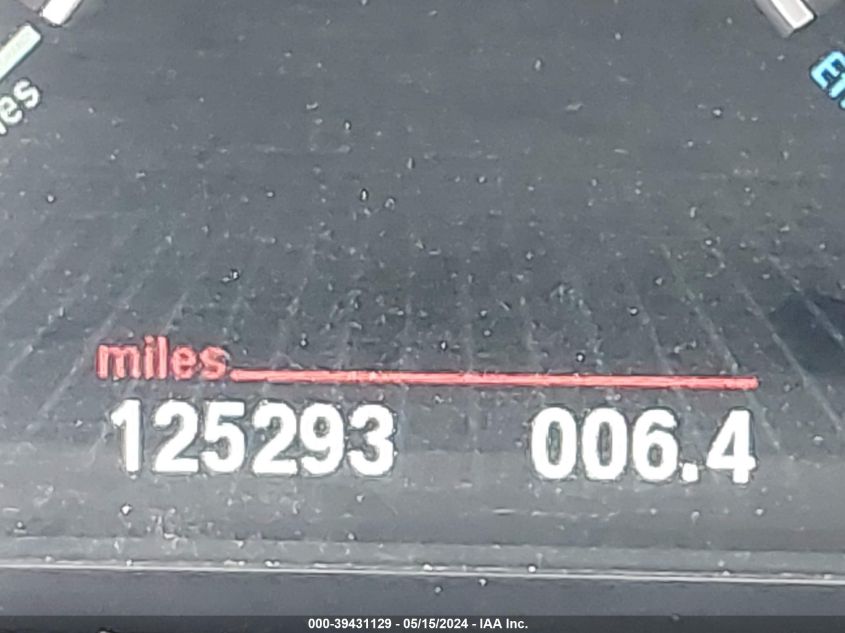 miles
125293 006.4
000-39431129 - 05/15/2024 - IAA Inc.